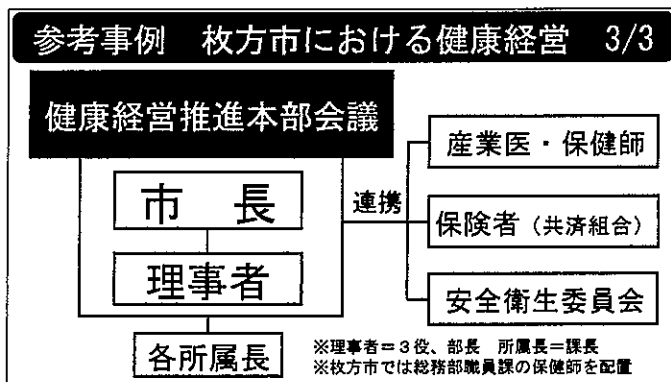 参考事例 枚方市における健康経営 3/3
健康経営推進本部会議
市 長
理事者
各所属長
連携
産業医・保健師
保険者（共済組合）
安全衛生委員会
※理事者＝３役、部長 所属長＝課長
※枚方市では総務部職員課の保健師を配置